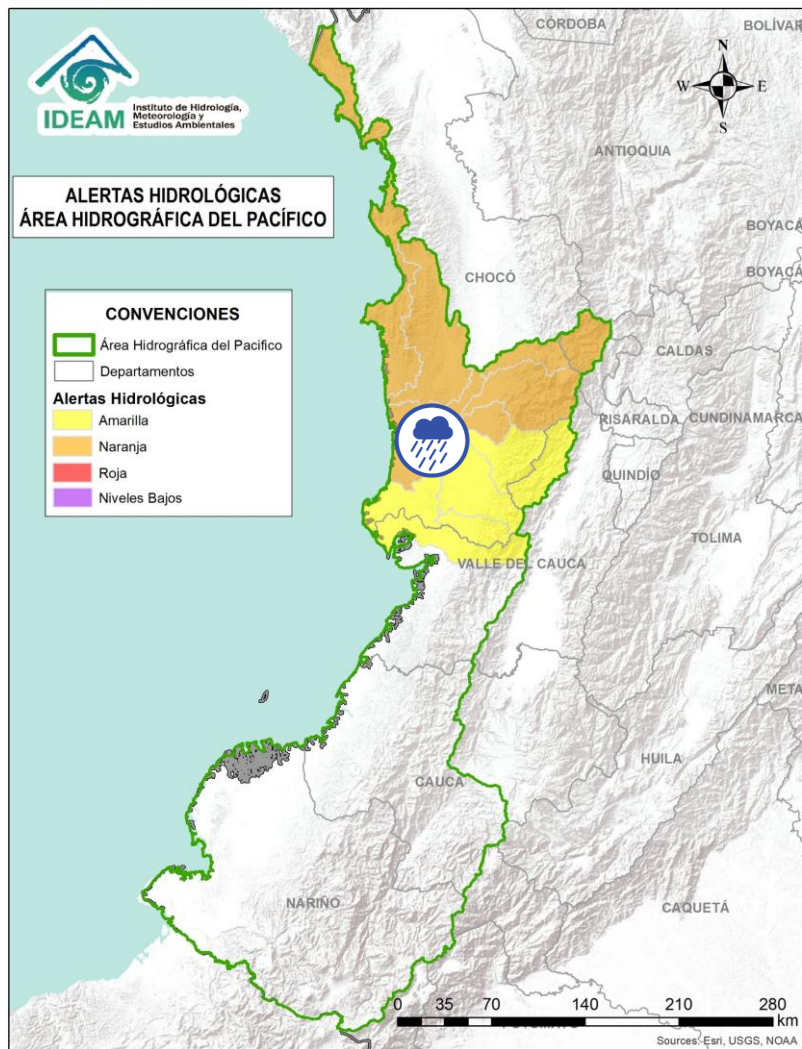 IDEAM
Instituto de Hidrología,
Meteorología y
Estudios Ambientales
ALERTAS HIDROLÓGICAS
ÁREA HIDROGRÁFICA DEL PACÍFICO
CONVENCIONES
Área Hidrográfica del Pacifico
Departamentos
Alertas Hidrológicas
Amarilla
Naranja
Roja
Niveles Bajos
CÓRDOBA
BOLÍVAR
N
W
E
S
ANTIOQUIA
BOYACÁ
CHOCÓ
BOYACÁ
CALDAS
RISARALDA
CUNDINAMARCA
QUINDÍO
TOLIMA
VALLE DEL CAUCA
META
HUILA
CAUCA
NARIÑO
CAQUETÁ
0 35 70 140 210 280
km
Sources: Esri, USGS, NOAA